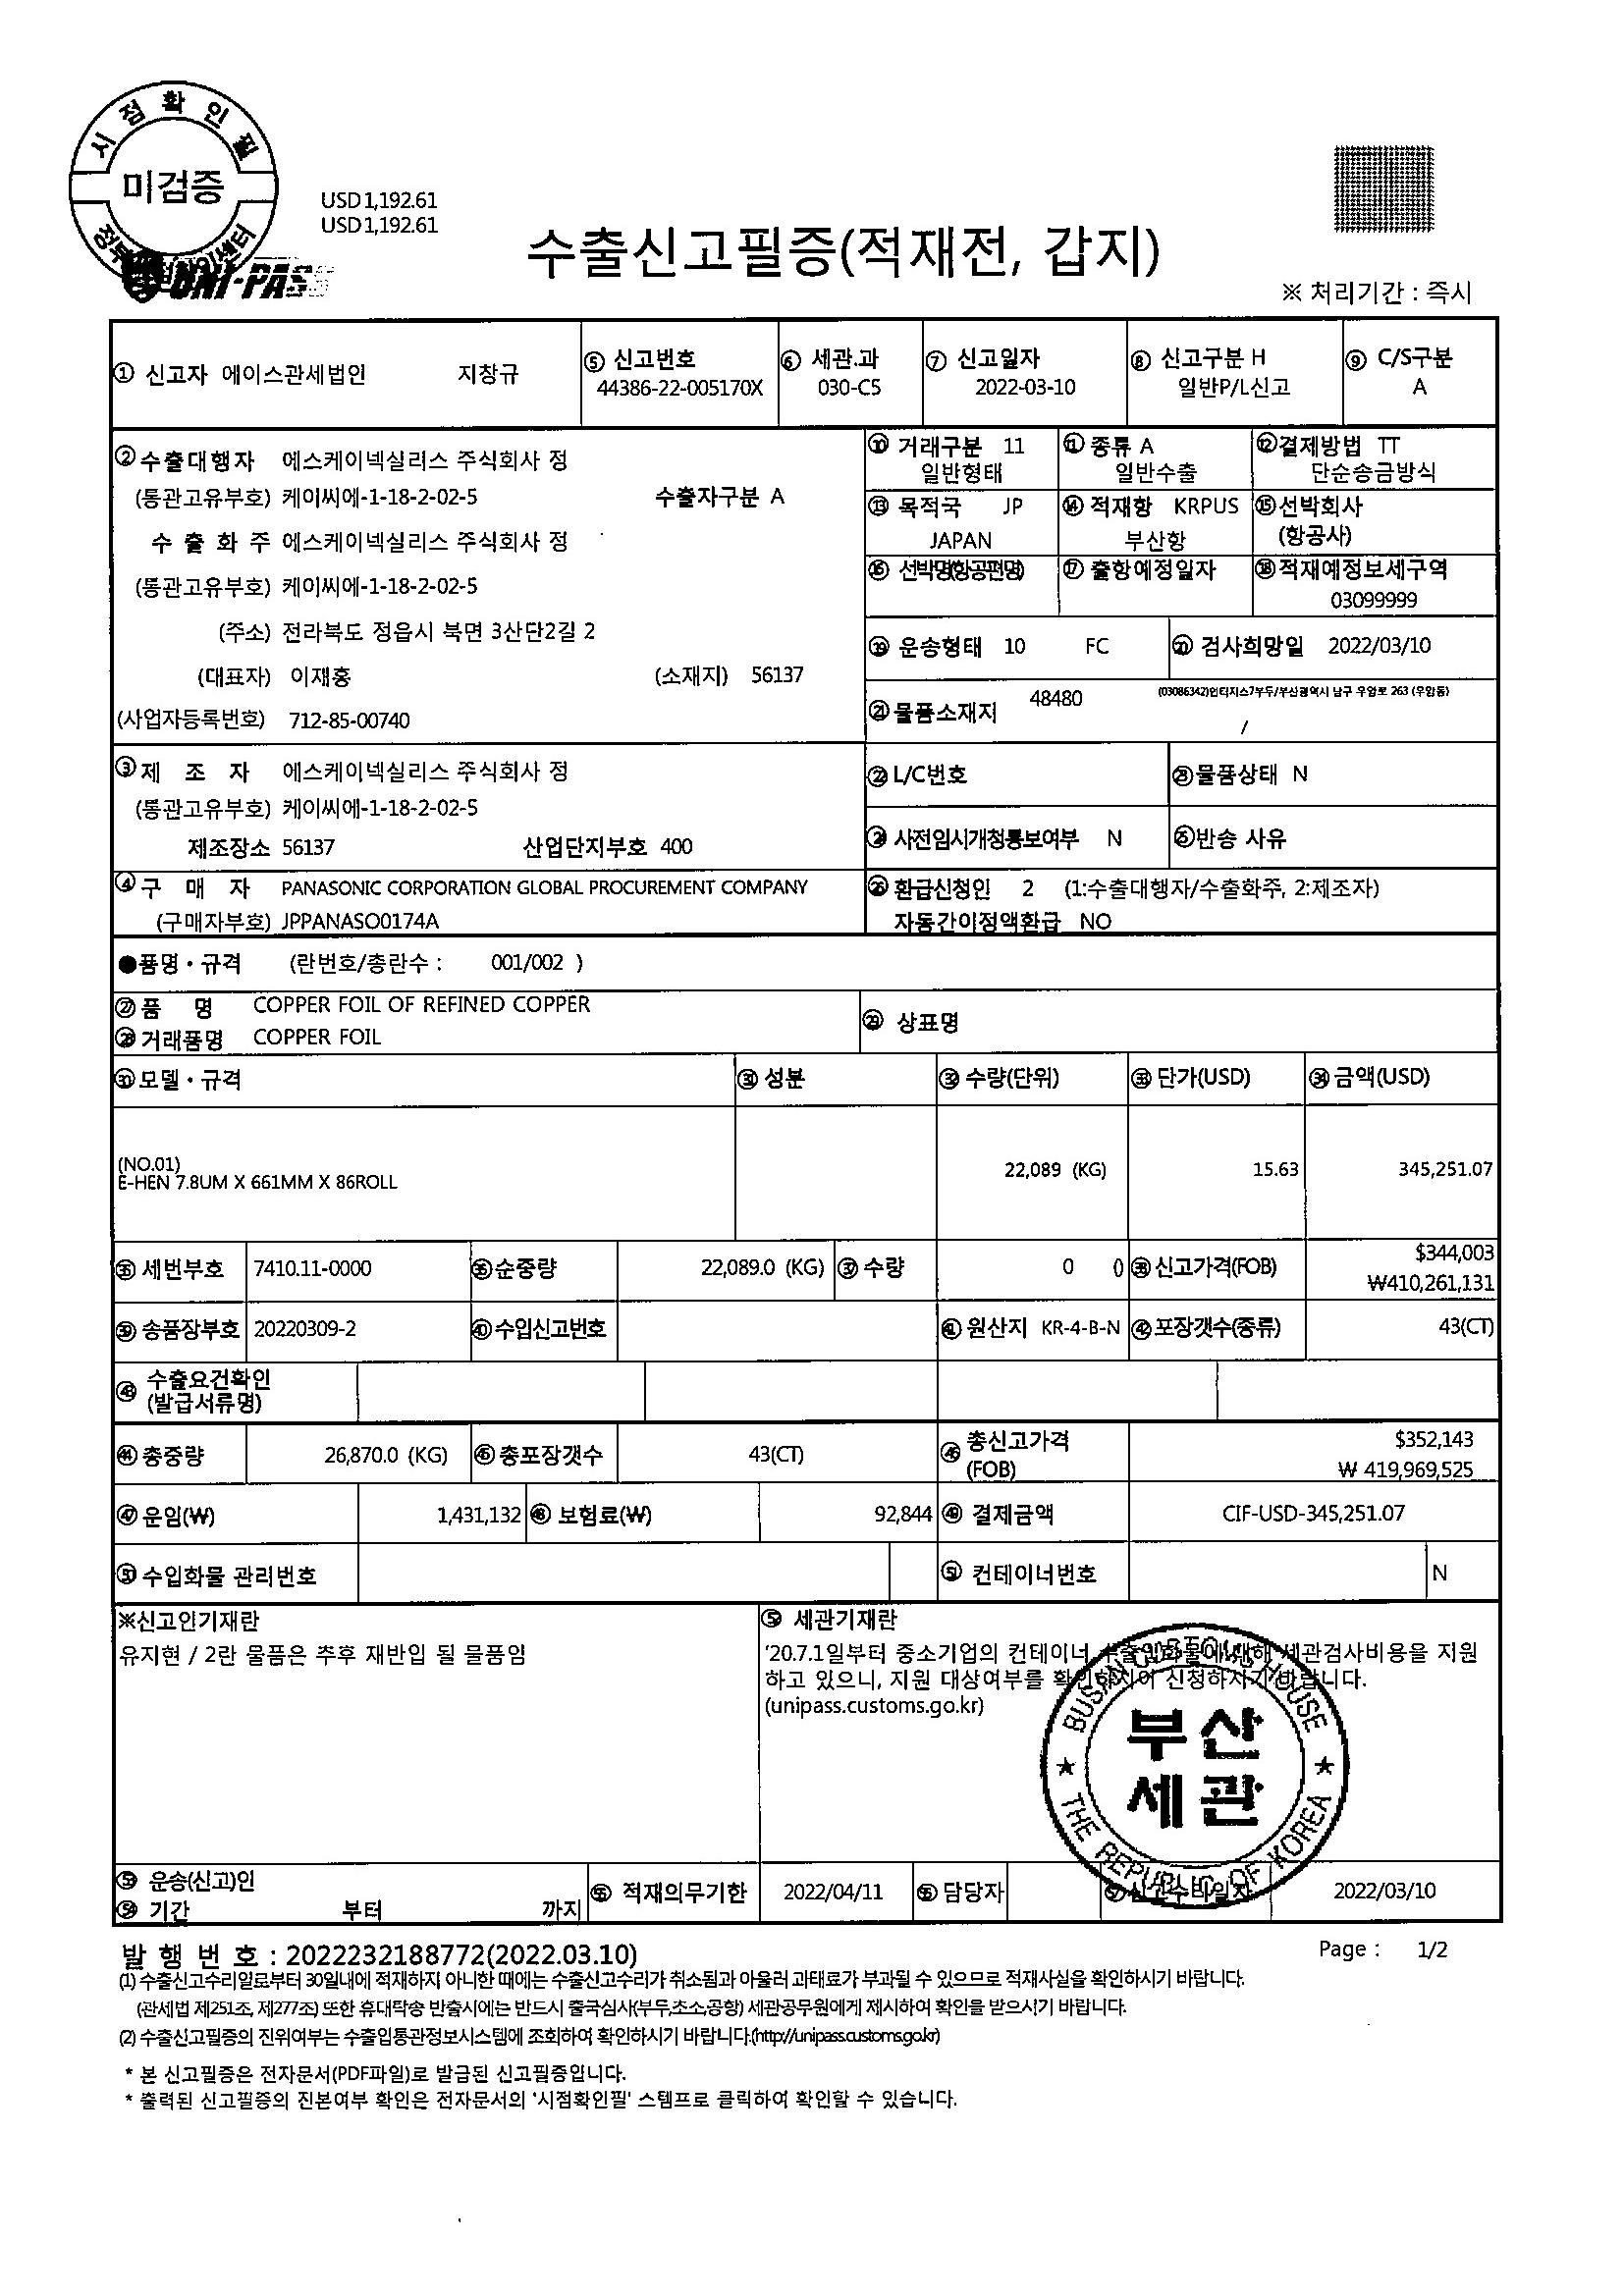 시점확인필
미검증
USD 1,192.61
USD 1,192.61
UNI-PASS
수출신고필증(적재전, 갑지)
※ 처리기간 : 즉시
① 신고자 에이스관세법인 지창규
⑤ 신고번호
44386-22-005170X
⑥ 세관.과
030-C5
⑦ 신고일자
2022-03-10
⑧ 신고구분 H
일반P/L신고
⑨ C/S구분
A
② 수출대행자 에스케이넥실리스 주식회사 정
(통관고유부호) 케이씨에-1-18-2-02-5 수출자구분 A
수 출 화 주 에스케이넥실리스 주식회사 정
(통관고유부호) 케이씨에-1-18-2-02-5
(주소) 전라북도 정읍시 북면 3산단2길 2
(대표자) 이재홍 (소재지) 56137
(사업자등록번호) 712-85-00740
⑩ 거래구분 11
일반형태
⑪ 종류 A
일반수출
⑫ 결제방법 TT
단순송금방식
⑬ 목적국 JP
JAPAN
⑭ 적재항 KRPUS
부산항
⑮ 선박회사
(항공사)
⑯ 선박명(항공편명)
⑰ 출항예정일자
⑱ 적재예정보세구역
03099999
⑲ 운송형태 10 FC
⑳ 검사희망일 2022/03/10
㉑ 물품소재지 48480 (03086342)인터지스7부두/부산광역시 남구 우암로 263 (우암동)
/
③ 제 조 자 에스케이넥실리스 주식회사 정
(통관고유부호) 케이씨에-1-18-2-02-5
제조장소 56137 산업단지부호 400
㉒ L/C번호
㉓ 물품상태 N
㉔ 사전임시개청통보여부 N
㉕ 반송 사유
④ 구 매 자 PANASONIC CORPORATION GLOBAL PROCUREMENT COMPANY
(구매자부호) JPPANASO0174A
㉖ 환급신청인 2 (1:수출대행자/수출화주, 2:제조자)
자동간이정액환급 NO
●품명・규격 (란번호/총란수 : 001/002 )
㉗ 품 명 COPPER FOIL OF REFINED COPPER
㉘ 거래품명 COPPER FOIL
㉙ 상표명
㉚ 모델・규격
㉛ 성분
㉜ 수량(단위)
㉝ 단가(USD)
㉞ 금액(USD)
(NO.01)
E-HEN 7.8UM X 661MM X 86ROLL
22,089 (KG) 15.63 345,251.07
㉟ 세번부호 7410.11-0000
㊱ 순중량 22,089.0 (KG)
㊲ 수량 0 0
㊳ 신고가격(FOB) $344,003
₩410,261,131
㊴ 송품장부호 20220309-2
㊵ 수입신고번호
㊶ 원산지 KR-4-B-N
㊷ 포장갯수(종류) 43(CT)
㊸ 수출요건확인
(발급서류명)
㊹ 총중량 26,870.0 (KG)
㊺ 총포장갯수 43(CT)
㊻ 총신고가격
(FOB)
$352,143
₩ 419,969,525
㊼ 운임(₩) 1,431,132
㊽ 보험료(₩) 92,844
㊾ 결제금액 CIF-USD-345,251.07
㊿ 수입화물 관리번호
컨테이너번호 N
※신고인기재란
유지현 / 2란 물품은 추후 재반입 될 물품임
세관기재란
'20.7.1일부터 중소기업의 컨테이너 수출입화물에 대해 세관검사비용을 지원
하고 있으니, 지원 대상여부를 확인하시어 신청하시기 바랍니다.
(unipass.customs.go.kr)
BUSAN CUSTOMS HOUSE
부산
세관
THE REPUBLIC OF KOREA
운송(신고)인
기간 부터 까지
적재의무기한 2022/04/11
담당자
신고수리일자 2022/03/10
발 행 번 호 : 2022232188772(2022.03.10)
Page : 1/2
(1) 수출신고수리일로부터 30일내에 적재하지 아니한 때에는 수출신고수리가 취소됨과 아울러 과태료가 부과될 수 있으므로 적재사실을 확인하시기 바랍니다.
(관세법 제251조, 제277조) 또한 휴대탁송 반출시에는 반드시 출국심사(부두,초소,공항) 세관공무원에게 제시하여 확인을 받으시기 바랍니다.
(2) 수출신고필증의 진위여부는 수출입통관정보시스템에 조회하여 확인하시기 바랍니다.(http://unipass.customs.go.kr)
* 본 신고필증은 전자문서(PDF파일)로 발급된 신고필증입니다.
* 출력된 신고필증의 진본여부 확인은 전자문서의 '시점확인필' 스템프로 클릭하여 확인할 수 있습니다.